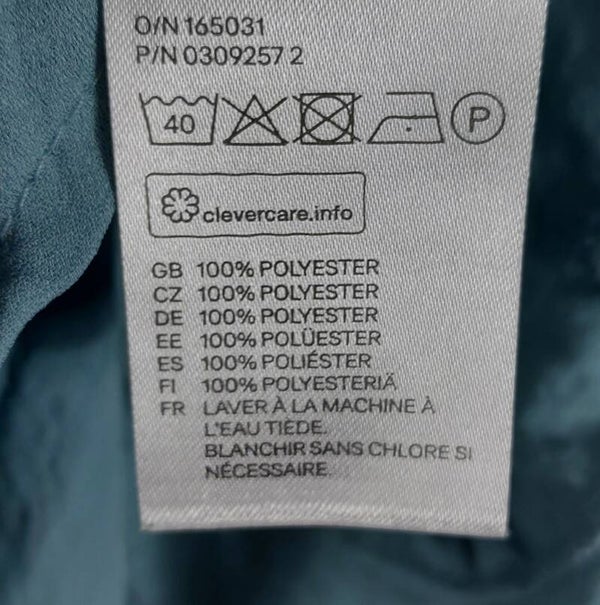 O/N 165031
P/N 0309257 2
40 P
clevercare.info
GB 100% POLYESTER
CZ 100% POLYESTER
DE 100% POLYESTER
EE 100% POLÜESTER
ES 100% POLIÉSTER
FI 100% POLYESTERIÄ
FR LAVER À LA MACHINE À
L'EAU TIÈDE.
BLANCHIR SANS CHLORE SI
NÉCESSAIRE.